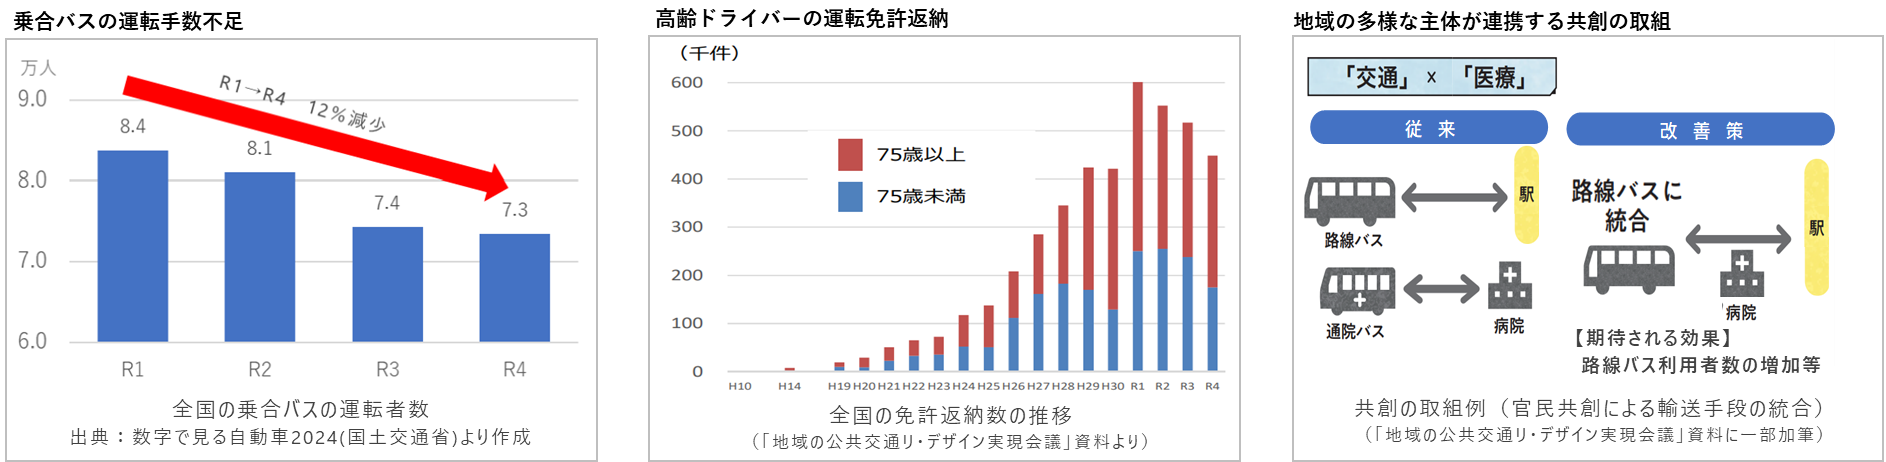 乗合バスの運転手数不足
万人
R1→R4 12%減少
9.0
8.0
7.0
6.0
8.4
8.1
7.4
7.3
R1
R2
R3
R4
全国の乗合バスの運転者数
出典：数字で見る自動車2024(国土交通省)より作成
高齢ドライバーの運転免許返納
（千件）
600
500
400
300
200
100
0
75歳以上
75歳未満
H10 H14 H19 H20 H21 H22 H23 H24 H25 H26 H27 H28 H29 H30 R1 R2 R3 R4
全国の免許返納数の推移
（「地域の公共交通リ・デザイン実現会議」資料より）
地域の多様な主体が連携する共創の取組
「交通」 x 「医療」
従 来
駅
路線バス
通院バス
病院
改 善 策
路線バスに
統合
駅
病院
【期待される効果】
路線バス利用者数の増加等
共創の取組例（官民共創による輸送手段の統合）
（「地域の公共交通リ・デザイン実現会議」資料に一部加筆）